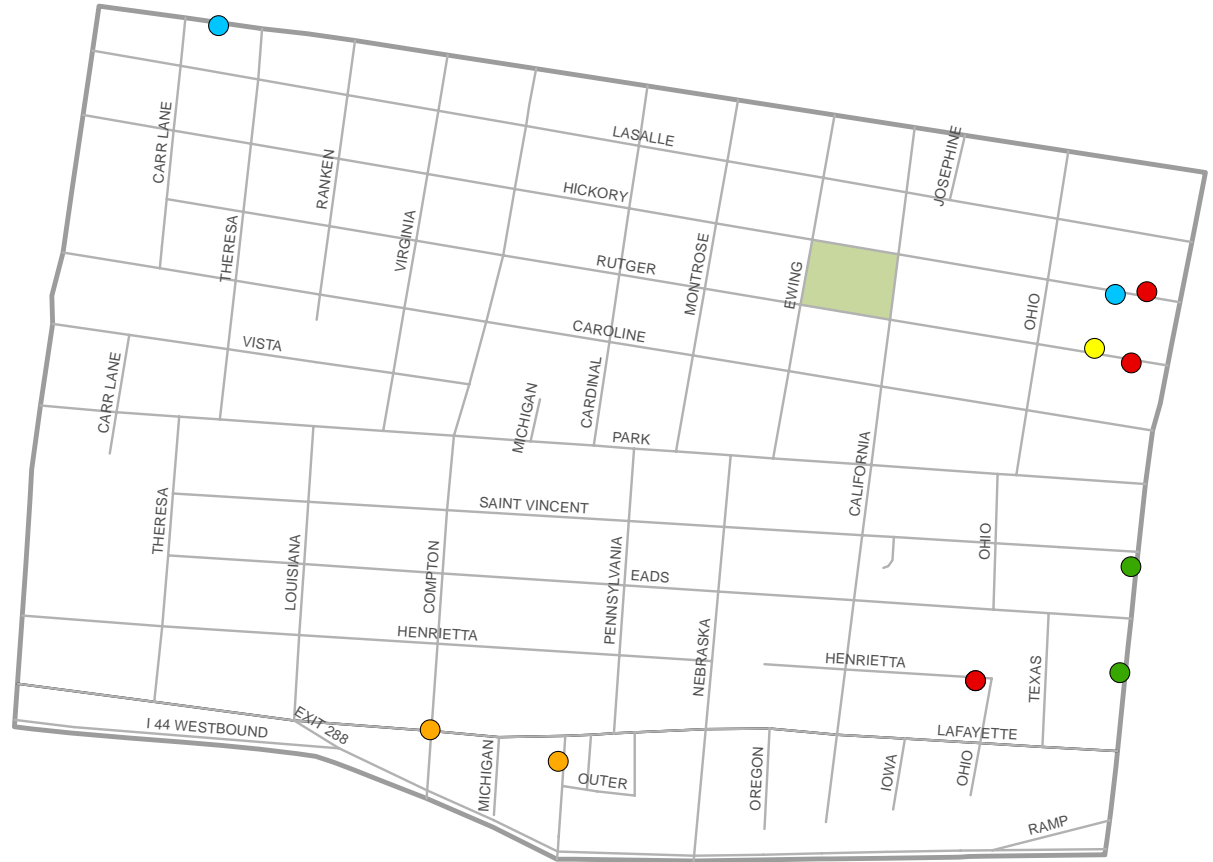 LASALLE
JOSEPHINE
CARR LANE
RANKEN
HICKORY
THERESA
VIRGINIA
RUTGER
MONTROSE
EWING
OHIO
VISTA
CAROLINE
CARR LANE
CARDINAL
MICHIGAN
PARK
CALIFORNIA
THERESA
SAINT VINCENT
OHIO
LOUISIANA
COMPTON
PENNSYLVANIA
EADS
HENRIETTA
NEBRASKA
HENRIETTA
TEXAS
I 44 WESTBOUND
EXIT 288
LAFAYETTE
MICHIGAN
OUTER
OREGON
IOWA
OHIO
RAMP